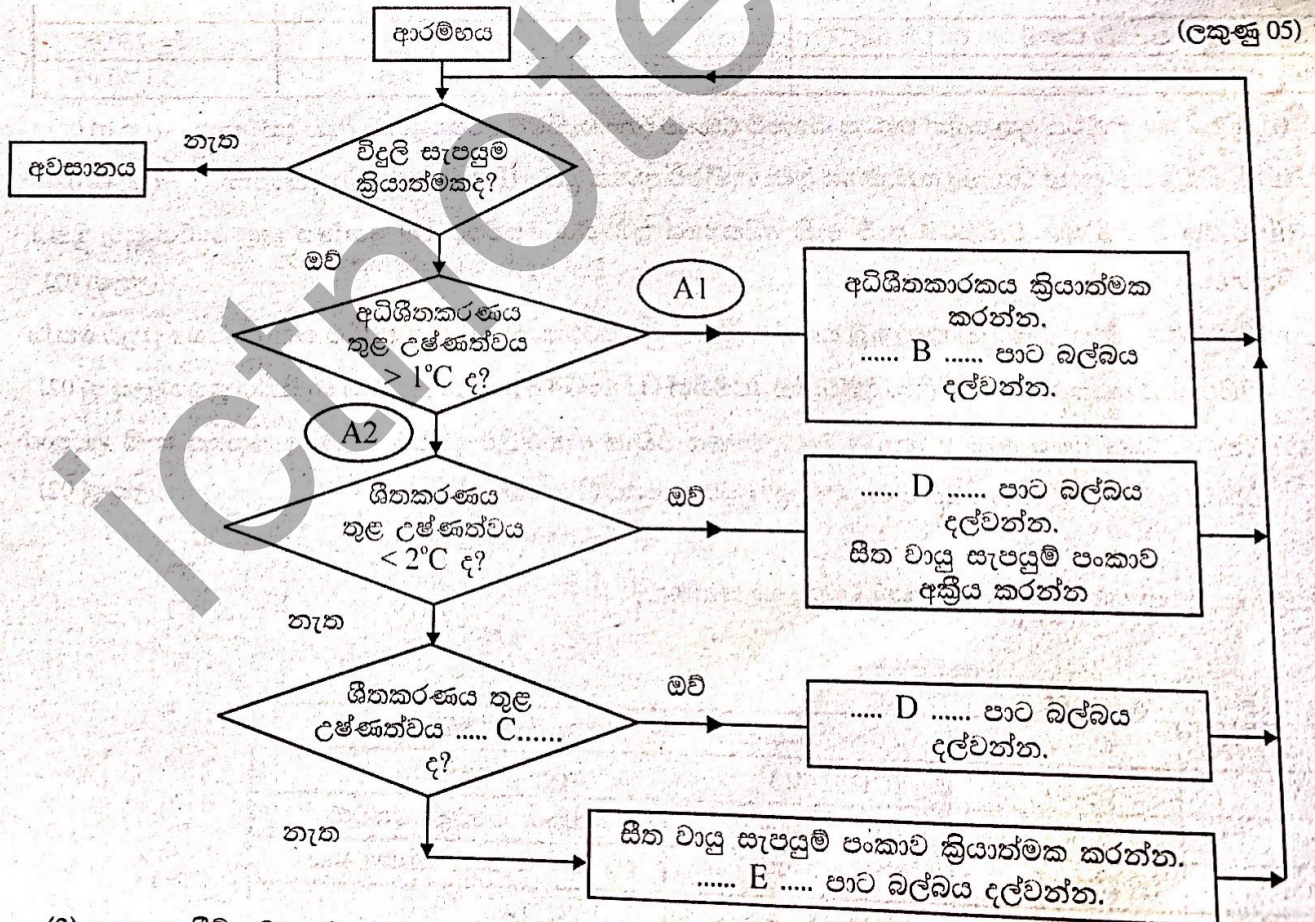 (ලකුණු 05)
ආරම්භය
නැත
අවසානය
විදුලි සැපයුම
ක්‍රියාත්මකද?
ඔව්
A1
අධිශීතකරණය
තුළ උෂ්ණත්වය
> 1°C ද?
අධිශීතකාරකය ක්‍රියාත්මක
කරන්න.
...... B ...... පාට බල්බය
දල්වන්න.
A2
ශීතකරණය
තුළ උෂ්ණත්වය
< 2°C ද?
ඔව්
...... D ...... පාට බල්බය
දල්වන්න.
සීත වායු සැපයුම් පංකාව
අක්‍රීය කරන්න
නැත
ශීතකරණය තුළ
උෂ්ණත්වය ..... C......
ද?
ඔව්
..... D ...... පාට බල්බය
දල්වන්න.
නැත
සීත වායු සැපයුම් පංකාව ක්‍රියාත්මක කරන්න.
...... E ..... පාට බල්බය දල්වන්න.
ictnote